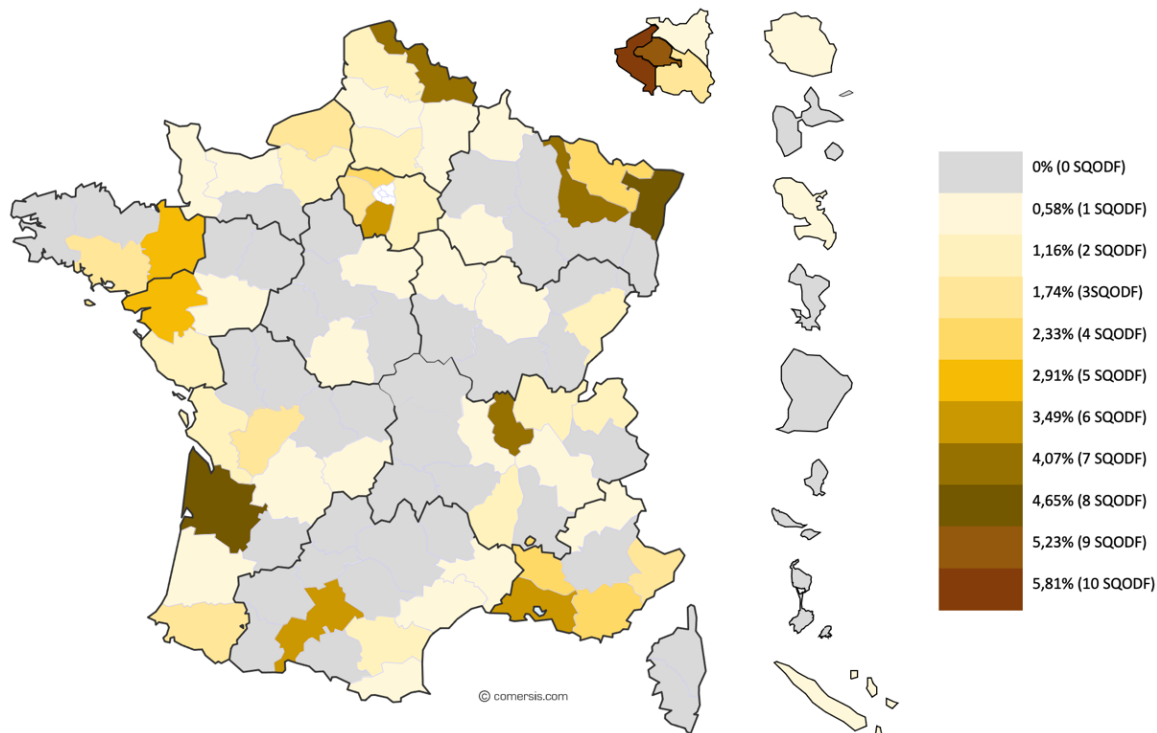 0% (0 SQODF)
0,58% (1 SQODF)
1,16% (2 SQODF)
1,74% (3SQODF)
2,33% (4 SQODF)
2,91% (5 SQODF)
3,49% (6 SQODF)
4,07% (7 SQODF)
4,65% (8 SQODF)
5,23% (9 SQODF)
5,81% (10 SQODF)
© comersis.com